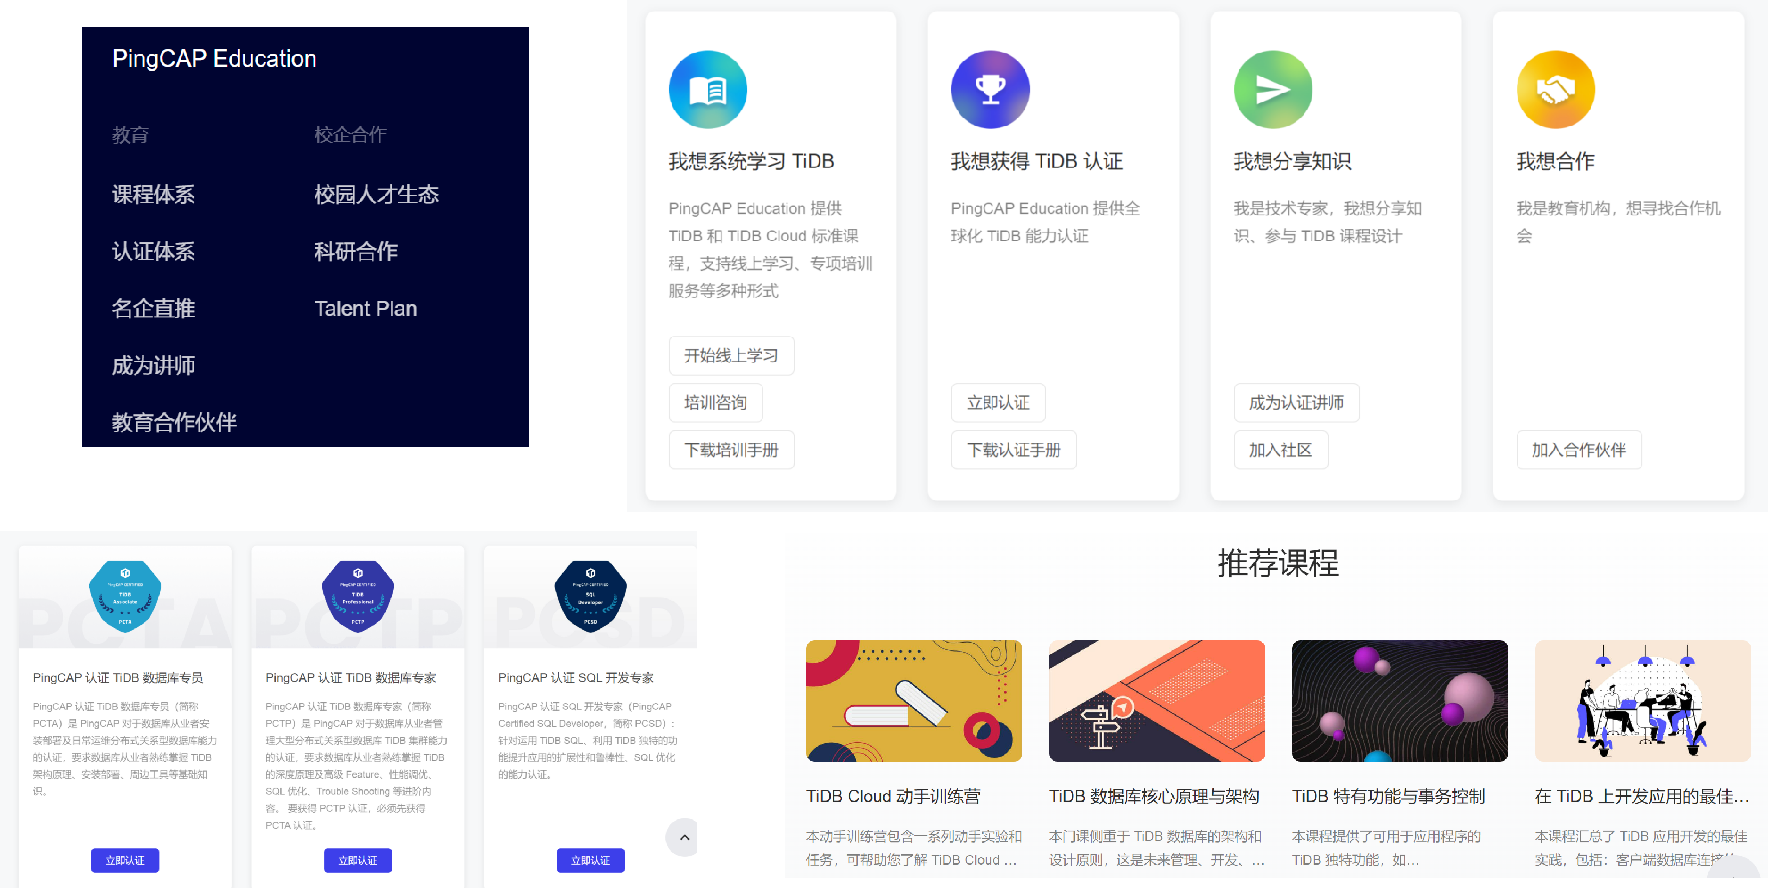 PingCAP Education
教育
校企合作
课程体系
校园人才生态
认证体系
科研合作
名企直推
Talent Plan
成为讲师
教育合作伙伴
我想系统学习 TiDB
PingCAP Education 提供
TiDB 和 TiDB Cloud 标准课
程，支持线上学习、专项培训
服务等多种形式
开始线上学习
培训咨询
下载培训手册
我想获得 TiDB 认证
PingCAP Education 提供全
球化 TiDB 能力认证
立即认证
下载认证手册
我想分享知识
我是技术专家，我想分享知
识、参与 TiDB 课程设计
成为认证讲师
加入社区
我想合作
我是教育机构，想寻找合作机
会
加入合作伙伴
PCTA
PingCAP CERTIFIED
TiDB
Associate
PCTA
PingCAP 认证 TiDB 数据库专员
PingCAP 认证 TiDB 数据库专员（简称
PCTA）是 PingCAP 对于数据库从业者安
装部署及日常运维分布式关系型数据库能力
的认证，要求数据库从业者熟练掌握 TiDB
架构原理、安装部署、周边工具等基础知
识。
立即认证
PCTP
PingCAP CERTIFIED
TiDB
Professional
PCTP
PingCAP 认证 TiDB 数据库专家
PingCAP 认证 TiDB 数据库专家（简称
PCTP）是 PingCAP 对于数据库从业者管
理大型分布式关系型数据库 TiDB 集群能力
的认证，要求数据库从业者熟练掌握 TiDB
的深度原理及高级 Feature、性能调优、
SQL 优化、Trouble Shooting 等进阶内
容。 要获得 PCTP 认证，必须先获得
PCTA 认证。
立即认证
PCSD
PingCAP CERTIFIED
SQL
Developer
PCSD
PingCAP 认证 SQL 开发专家
PingCAP 认证 SQL 开发专家（PingCAP
Certified SQL Developer，简称 PCSD）:
针对运用 TiDB SQL、利用 TiDB 独特的功
能提升应用的扩展性和鲁棒性、SQL 优化
的能力认证。
立即认证
推荐课程
TiDB Cloud 动手训练营
本动手训练营包含一系列动手实验和
任务，可帮助您了解 TiDB Cloud ...
TiDB 数据库核心原理与架构
本门课侧重于 TiDB 数据库的架构和
设计原则，这是未来管理、开发、...
TiDB 特有功能与事务控制
本课程提供了可用于应用程序的
TiDB 独特功能，如...
在 TiDB 上开发应用的最佳...
本课程汇总了 TiDB 应用开发的最佳
实践，包括：客户端数据库连接